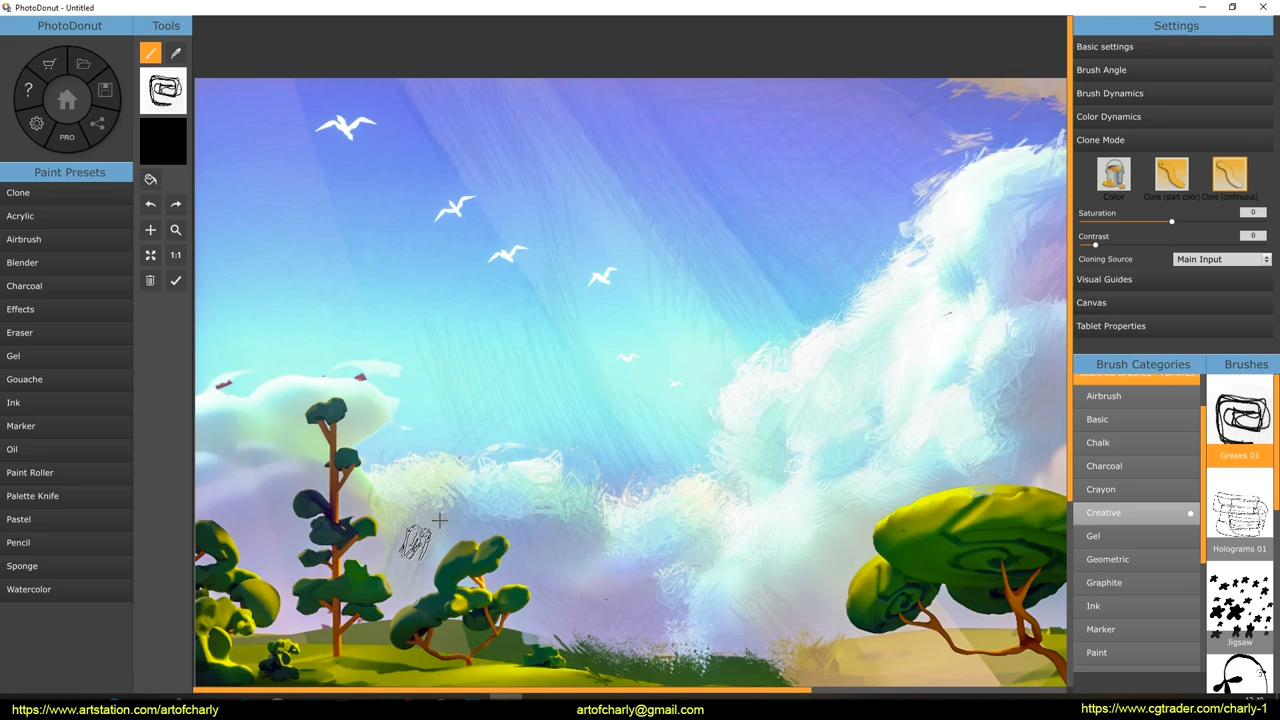 PhotoDonut - Untitled
PhotoDonut
Tools
Settings
PRO
?
1:1
Paint Presets
Clone
Acrylic
Airbrush
Blender
Charcoal
Effects
Eraser
Gel
Gouache
Ink
Marker
Oil
Paint Roller
Palette Knife
Pastel
Pencil
Sponge
Watercolor
Basic settings
Brush Angle
Brush Dynamics
Color Dynamics
Clone Mode
Color
Clone (start color)
Clone (continuous)
Saturation
0
Contrast
0
Cloning Source
Main Input
Visual Guides
Canvas
Tablet Properties
Brush Categories
Brushes
Airbrush
Basic
Chalk
Charcoal
Crayon
Creative
Gel
Geometric
Graphite
Ink
Marker
Paint
Greeks 01
Holograms 01
Jigsaw
https://www.artstation.com/artofcharly
artofcharly@gmail.com
https://www.cgtrader.com/charly-1